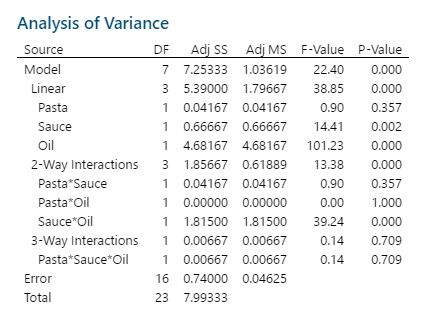 Analysis of Variance
Source DF Adj SS Adj MS F-Value P-Value
Model 7 7.25333 1.03619 22.40 0.000
Linear 3 5.39000 1.79667 38.85 0.000
Pasta 1 0.04167 0.04167 0.90 0.357
Sauce 1 0.66667 0.66667 14.41 0.002
Oil 1 4.68167 4.68167 101.23 0.000
2-Way Interactions 3 1.85667 0.61889 13.38 0.000
Pasta*Sauce 1 0.04167 0.04167 0.90 0.357
Pasta*Oil 1 0.00000 0.00000 0.00 1.000
Sauce*Oil 1 1.81500 1.81500 39.24 0.000
3-Way Interactions 1 0.00667 0.00667 0.14 0.709
Pasta*Sauce*Oil 1 0.00667 0.00667 0.14 0.709
Error 16 0.74000 0.04625
Total 23 7.99333